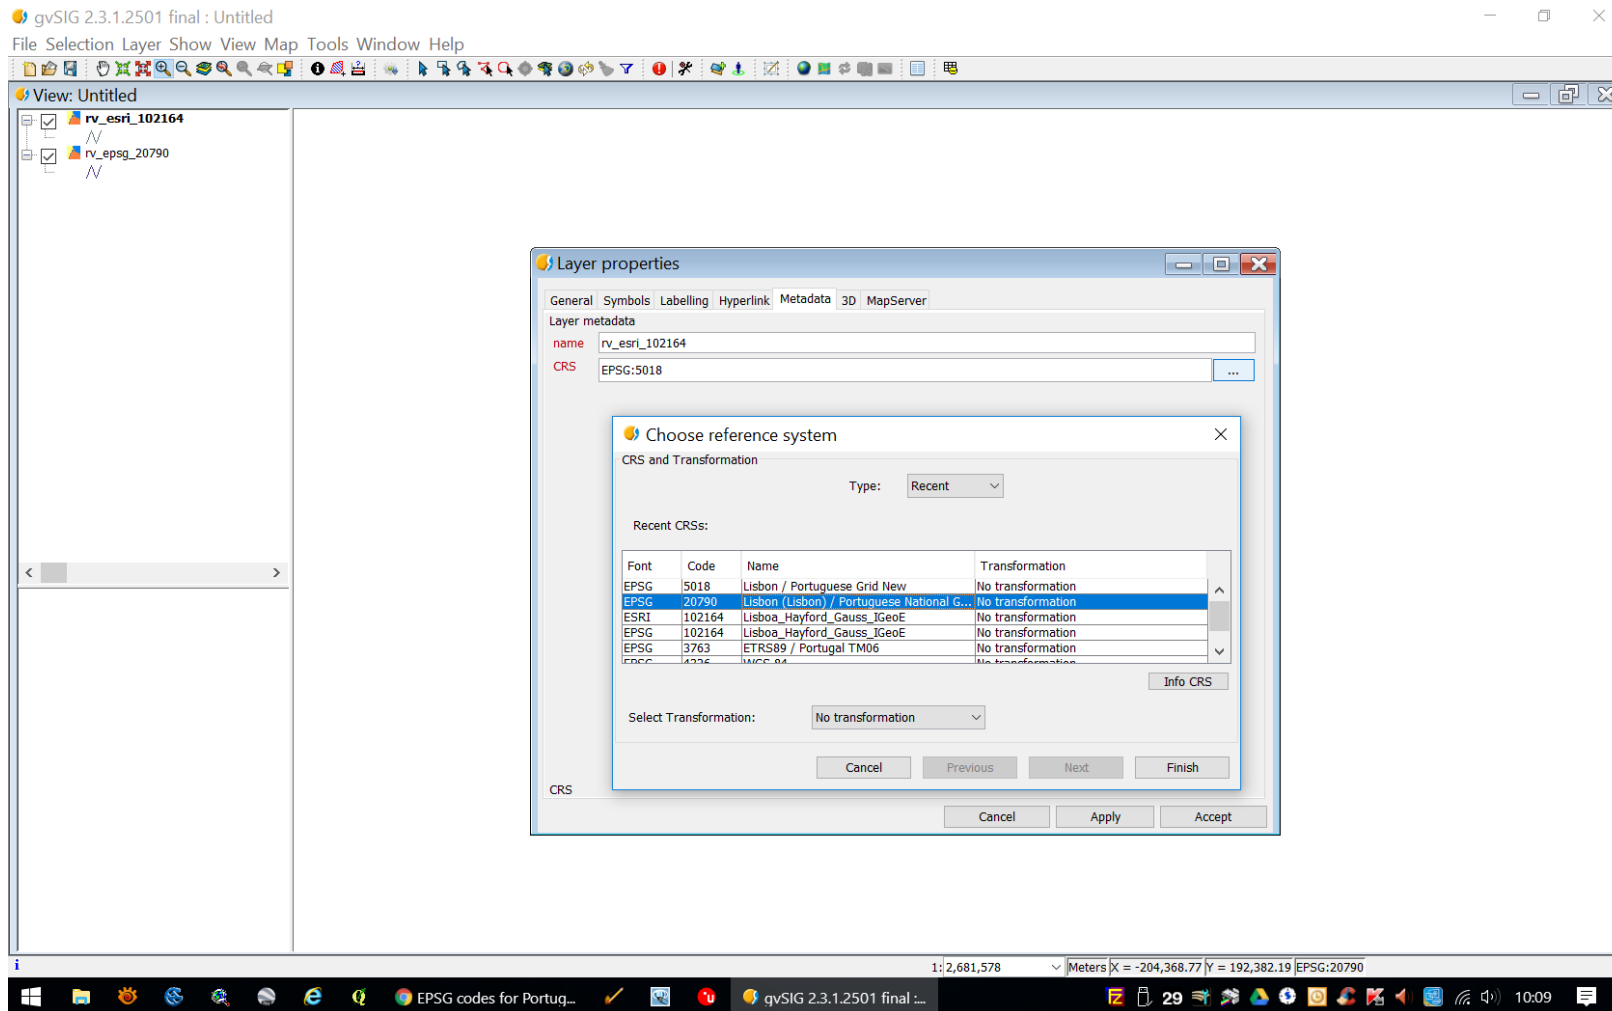 gvSIG 2.3.1.2501 final : Untitled
File Selection Layer Show View Map Tools Window Help
View: Untitled
rv_esri_102164
rv_epsg_20790
Layer properties
General Symbols Labelling Hyperlink Metadata 3D MapServer
Layer metadata
name rv_esri_102164
CRS EPSG:5018 ...
Choose reference system
CRS and Transformation
Type: Recent
Recent CRSs:
Font Code Name Transformation
EPSG 5018 Lisbon / Portuguese Grid New No transformation
EPSG 20790 Lisbon (Lisbon) / Portuguese National G... No transformation
ESRI 102164 Lisboa_Hayford_Gauss_IGeoE No transformation
EPSG 102164 Lisboa_Hayford_Gauss_IGeoE No transformation
EPSG 3763 ETRS89 / Portugal TM06 No transformation
EPSG 4326 WGS 84 No transformation
Info CRS
Select Transformation: No transformation
Cancel Previous Next Finish
CRS
Cancel Apply Accept
1: 2,681,578 Meters X = -204,368.77 Y = 192,382.19 EPSG:20790
EPSG codes for Portug... gvSIG 2.3.1.2501 final :... 29 10:09